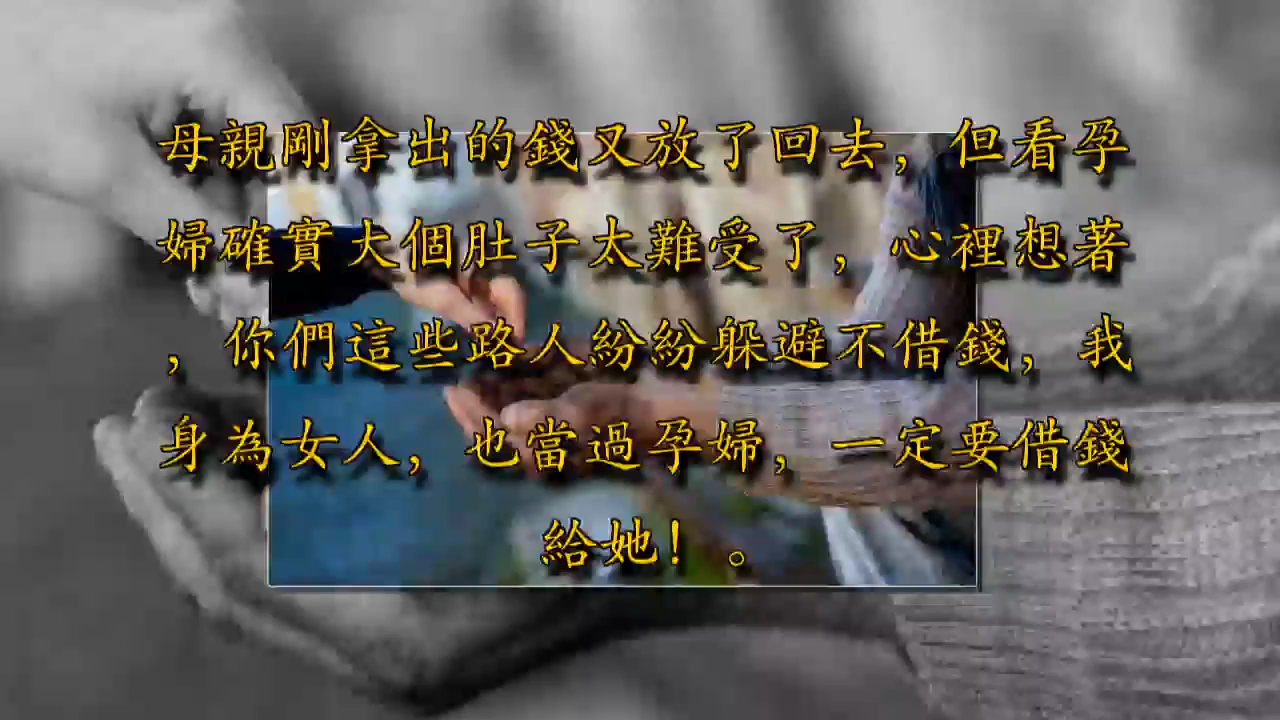 母親剛拿出的錢又放了回去，但看孕
婦確實大個肚子太難受了，心裡想著
，你們這些路人紛紛躲避不借錢，我
身為女人，也當過孕婦，一定要借錢
給她！。